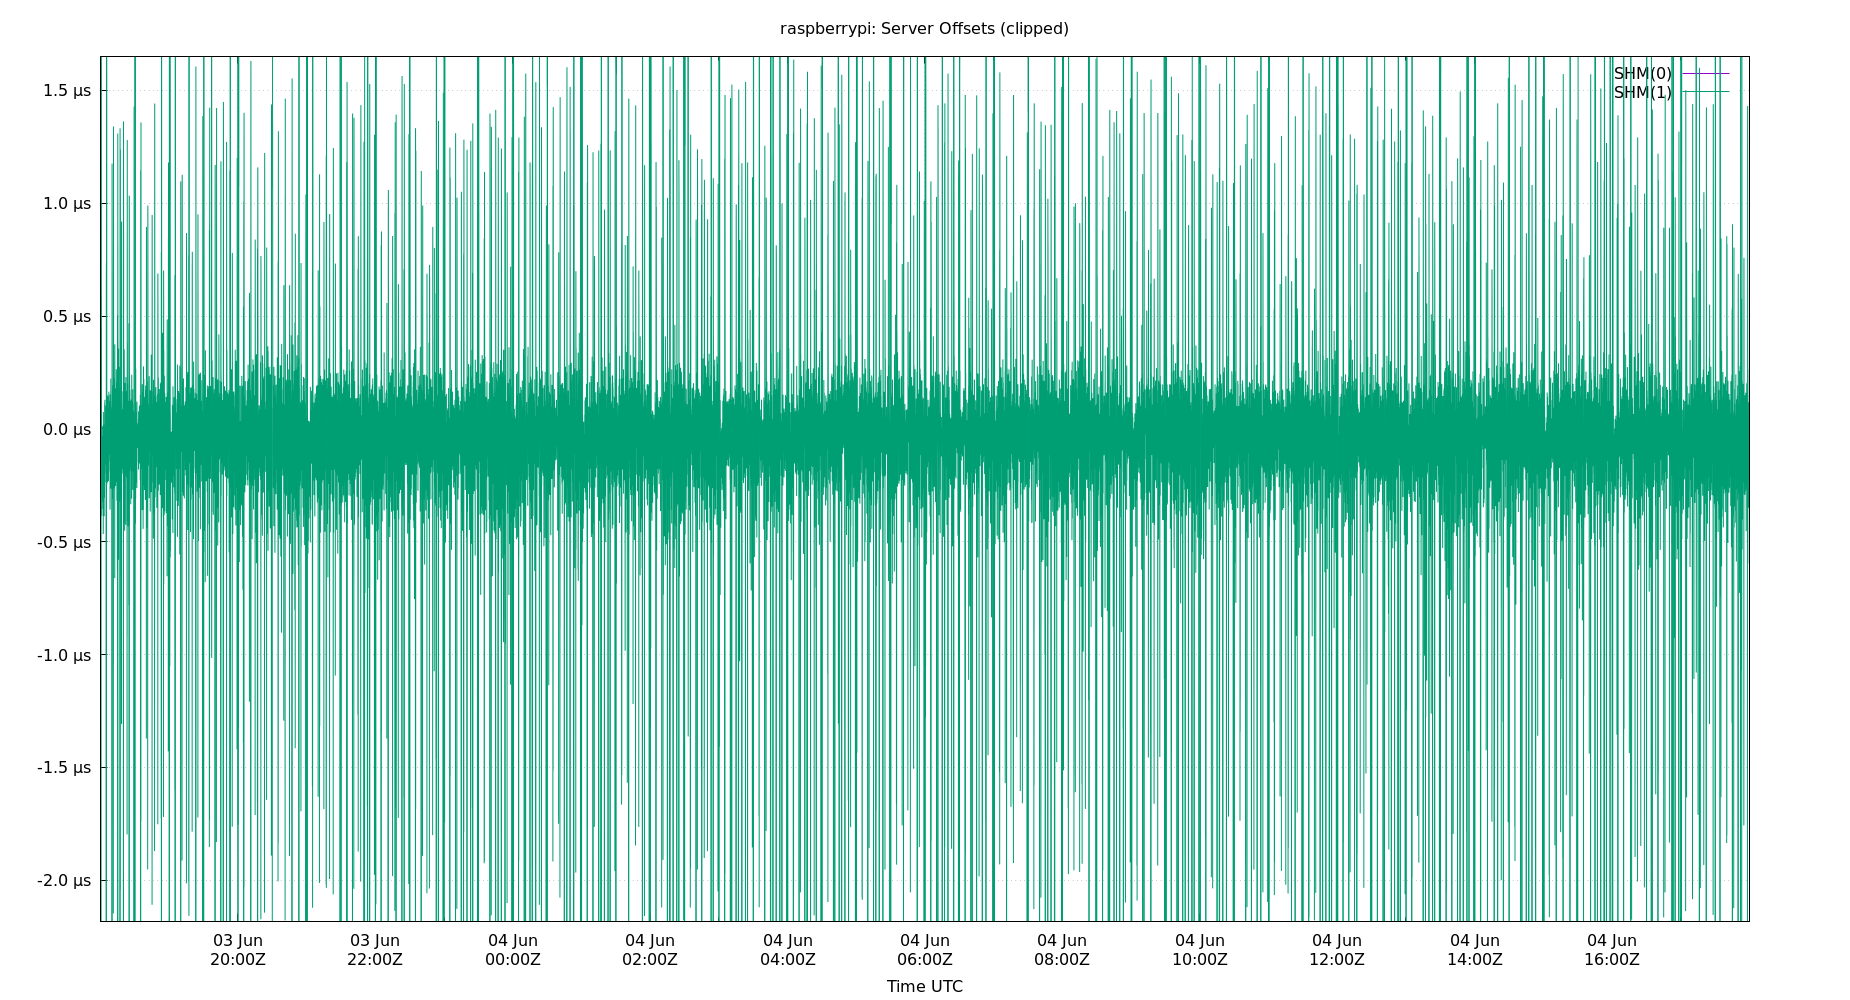 raspberrypi: Server Offsets (clipped)
SHM(0)
SHM(1)
1.5 µs
1.0 µs
0.5 µs
0.0 µs
-0.5 µs
-1.0 µs
-1.5 µs
-2.0 µs
03 Jun 03 Jun 04 Jun 04 Jun 04 Jun 04 Jun 04 Jun 04 Jun 04 Jun 04 Jun 04 Jun
20:00Z 22:00Z 00:00Z 02:00Z 04:00Z 06:00Z 08:00Z 10:00Z 12:00Z 14:00Z 16:00Z
Time UTC